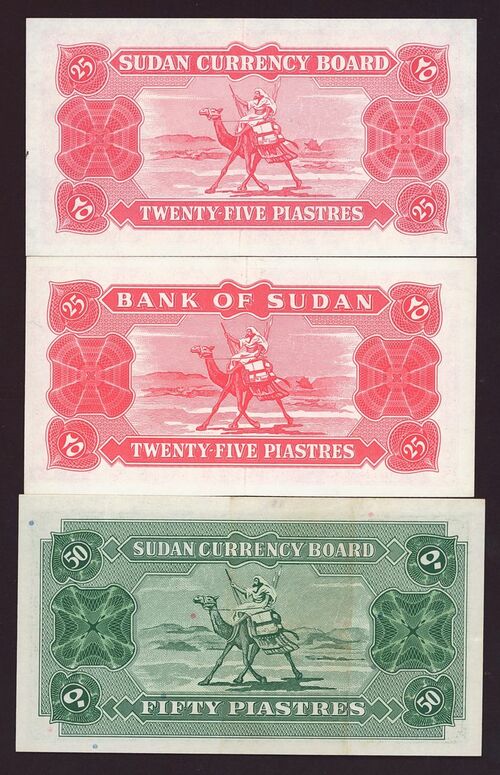 25 SUDAN CURRENCY BOARD ٢٥
٢٥ TWENTY-FIVE PIASTRES 25
25 BANK OF SUDAN ٢٥
٢٥ TWENTY-FIVE PIASTRES 25
50 SUDAN CURRENCY BOARD ٥٠
٥٠ FIFTY PIASTRES 50